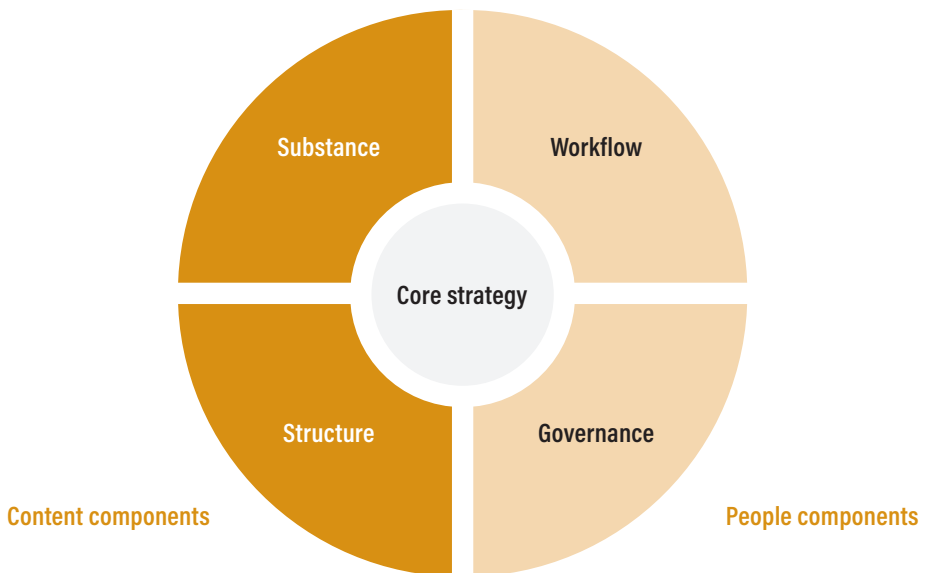 Substance
Workflow
Core strategy
Structure
Governance
Content components
People components